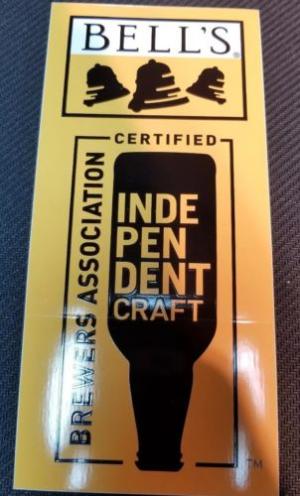 BELL'S®
CERTIFIED
BREWERS ASSOCIATION
INDE
PEN
DENT
CRAFT
TM